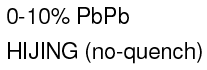 0-10% PbPb
HIJING (no-quench)